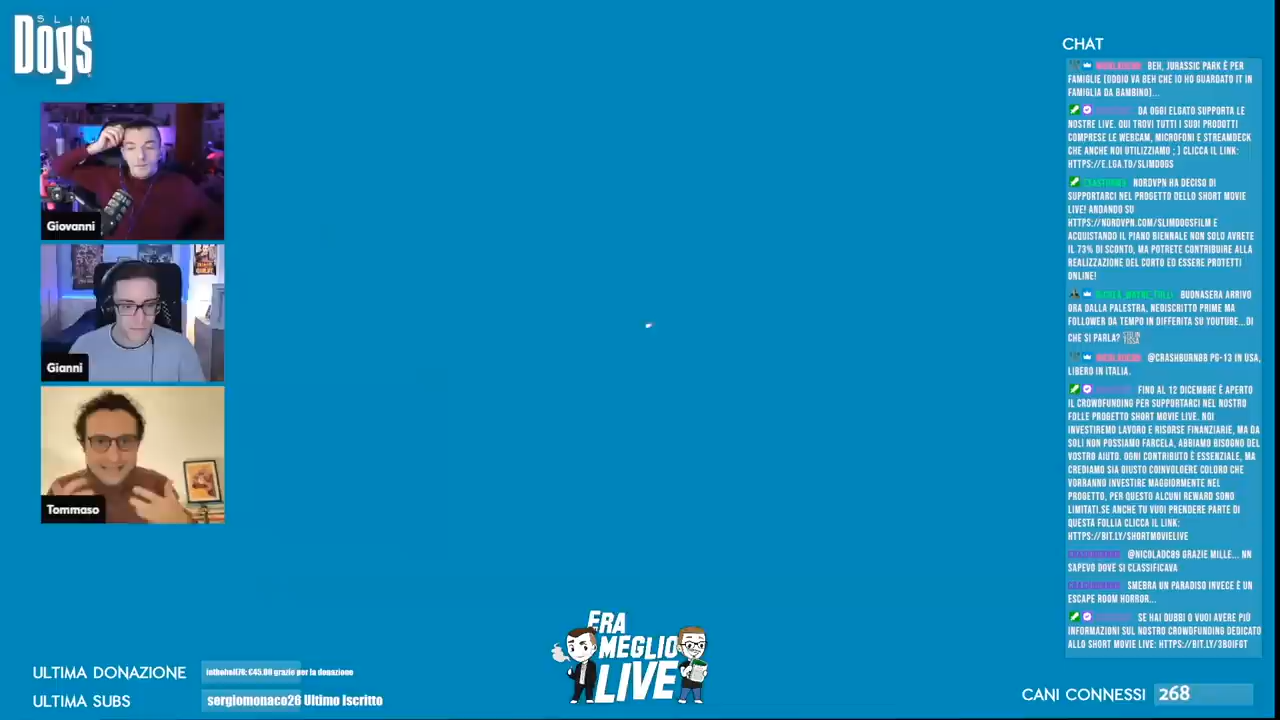 SLIM
Dogs
Giovanni
Gianni
Tommaso
CHAT
BEH, JURASSIC PARK È PER
FAMIGLIE (ODDIO VA BEH CHE IO HO GUARDATO IT IN
FAMIGLIA DA BAMBINO)...
DA OGGI ELGATO SUPPORTA LE
NOSTRE LIVE. QUI TROVI TUTTI I SUOI PRODOTTI
COMPRESE LE WEBCAM, MICROFONI E STREAMDECK
CHE ANCHE NOI UTILIZZIAMO ; ) CLICCA IL LINK:
HTTPS://E.LGA.TO/SLIMDOGS
NORDVPN HA DECISO DI
SUPPORTARCI NEL PROGETTO DELLO SHORT MOVIE
LIVE! ANDANDO SU
HTTPS://NORDVPN.COM/SLIMDOGSFILM E
ACQUISTANDO IL PIANO BIENNALE NON SOLO AVRETE
IL 73% DI SCONTO, MA POTRETE CONTRIBUIRE ALLA
REALIZZAZIONE DEL CORTO ED ESSERE PROTETTI
ONLINE!
BUONASERA ARRIVO
ORA DALLA PALESTRA, NEDISCRITTO PRIME MA
FOLLOWER DA TEMPO IN DIFFERITA SU YOUTUBE...DI
CHE SI PARLA?
@CRASHBURN88 PG-13 IN USA,
LIBERO IN ITALIA.
FINO AL 12 DICEMBRE È APERTO
IL CROWDFUNDING PER SUPPORTARCI NEL NOSTRO
FOLLE PROGETTO SHORT MOVIE LIVE. NOI
INVESTIREMO LAVORO E RISORSE FINANZIARIE, MA DA
SOLI NON POSSIAMO FARCELA, ABBIAMO BISOGNO DEL
VOSTRO AIUTO. OGNI CONTRIBUTO È ESSENZIALE, MA
CREDIAMO SIA GIUSTO COINVOLGERE COLORO CHE
VORRANNO INVESTIRE MAGGIORMENTE NEL
PROGETTO, PER QUESTO ALCUNI REWARD SONO
LIMITATI.SE ANCHE TU VUOI PRENDERE PARTE DI
QUESTA FOLLIA CLICCA IL LINK:
HTTPS://BIT.LY/SHORTMOVIELIVE
@NICOLADC89 GRAZIE MILLE... NN
SAPEVO DOVE SI CLASSIFICAVA
SMEBRA UN PARADISO INVECE È UN
ESCAPE ROOM HORROR...
SE HAI DUBBI O VUOI AVERE PIÙ
INFORMAZIONI SUL NOSTRO CROWDFUNDING DEDICATO
ALLO SHORT MOVIE LIVE: HTTPS://BIT.LY/3BOIFGT
ERA
MEGLIO
LIVE
ULTIMA DONAZIONE €45.00 grazie per la donazione
ULTIMA SUBS sergiomonaco26 Ultimo Iscritto
CANI CONNESSI 268